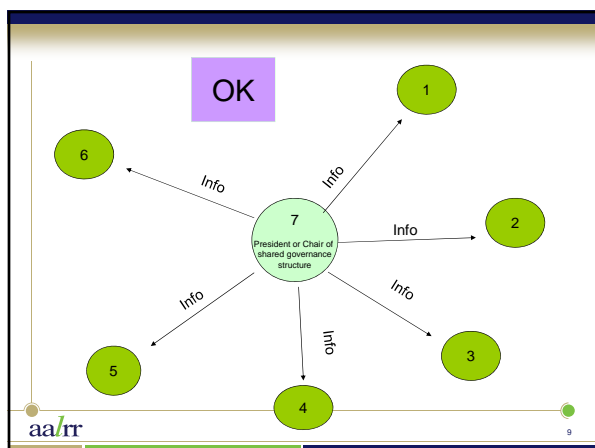 OK
1
6
Info
Info
7
President or Chair of
shared governance
structure
Info
2
Info
Info
Info
3
5
4
aalrr
9